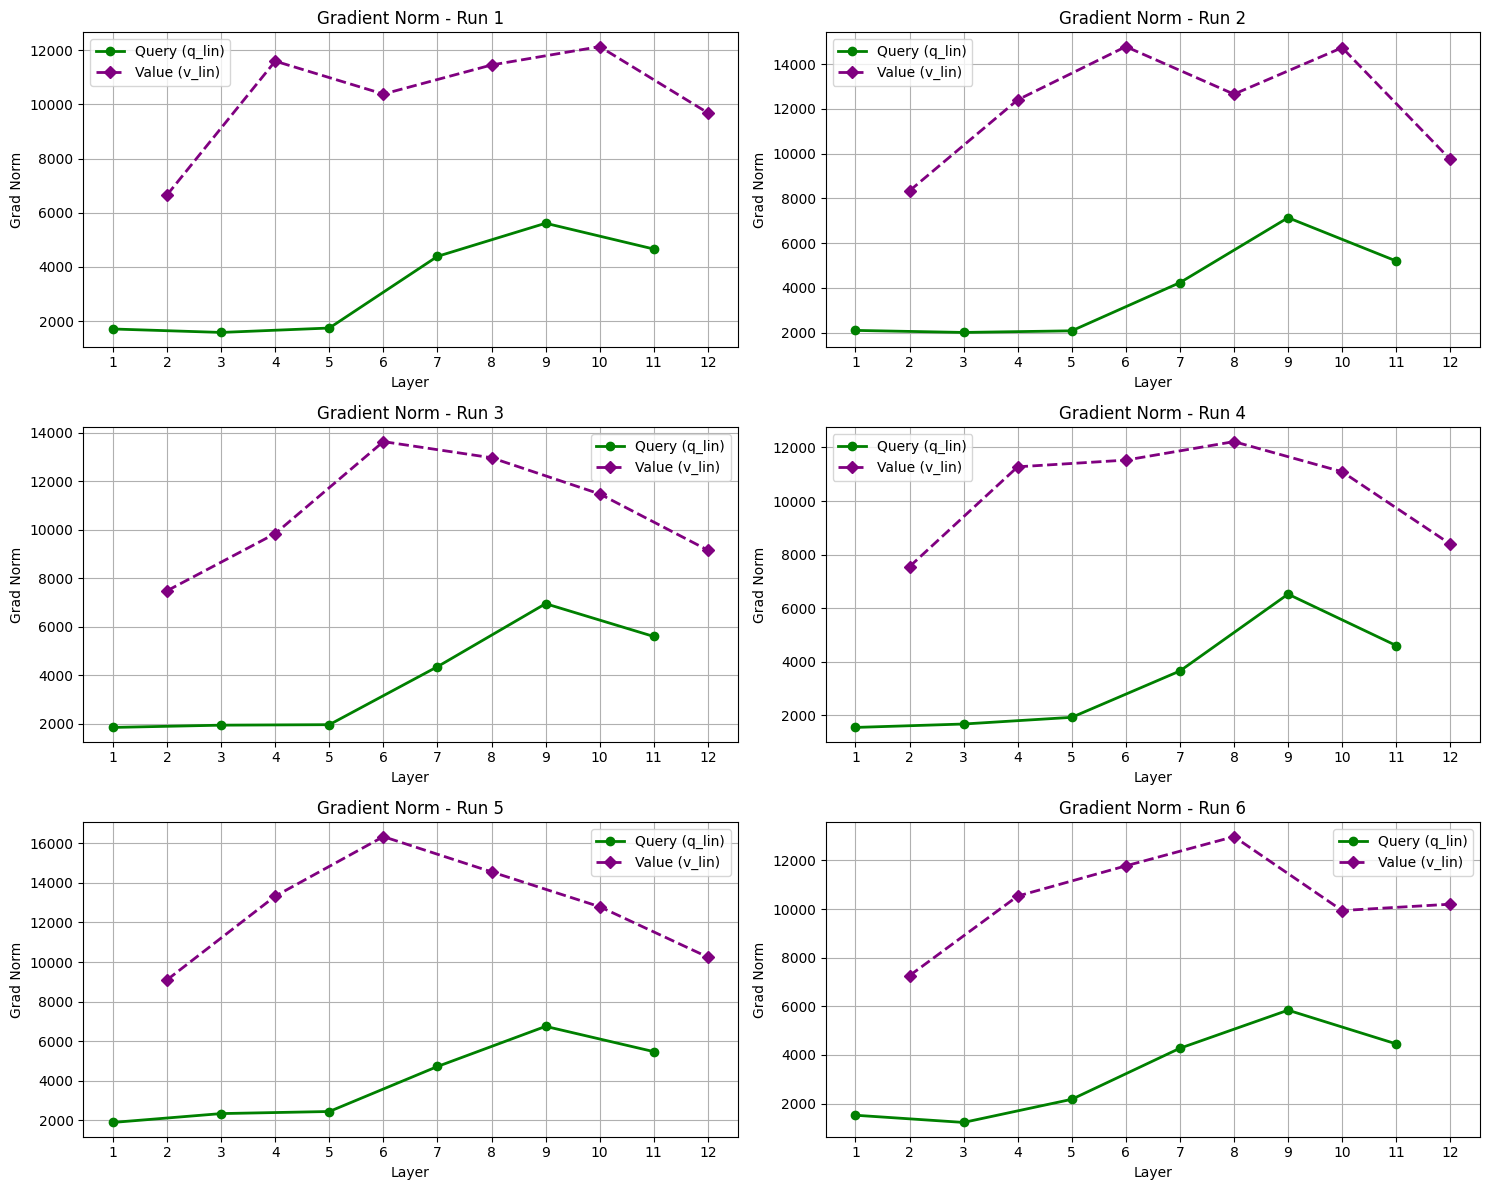 Gradient Norm - Run 1
Query (q_lin)
Value (v_lin)
12000
10000
8000
6000
4000
2000
Grad Norm
1 2 3 4 5 6 7 8 9 10 11 12
Layer
Gradient Norm - Run 2
Query (q_lin)
Value (v_lin)
14000
12000
10000
8000
6000
4000
2000
Grad Norm
1 2 3 4 5 6 7 8 9 10 11 12
Layer
Gradient Norm - Run 3
Query (q_lin)
Value (v_lin)
14000
12000
10000
8000
6000
4000
2000
Grad Norm
1 2 3 4 5 6 7 8 9 10 11 12
Layer
Gradient Norm - Run 4
Query (q_lin)
Value (v_lin)
12000
10000
8000
6000
4000
2000
Grad Norm
1 2 3 4 5 6 7 8 9 10 11 12
Layer
Gradient Norm - Run 5
Query (q_lin)
Value (v_lin)
16000
14000
12000
10000
8000
6000
4000
2000
Grad Norm
1 2 3 4 5 6 7 8 9 10 11 12
Layer
Gradient Norm - Run 6
Query (q_lin)
Value (v_lin)
12000
10000
8000
6000
4000
2000
Grad Norm
1 2 3 4 5 6 7 8 9 10 11 12
Layer